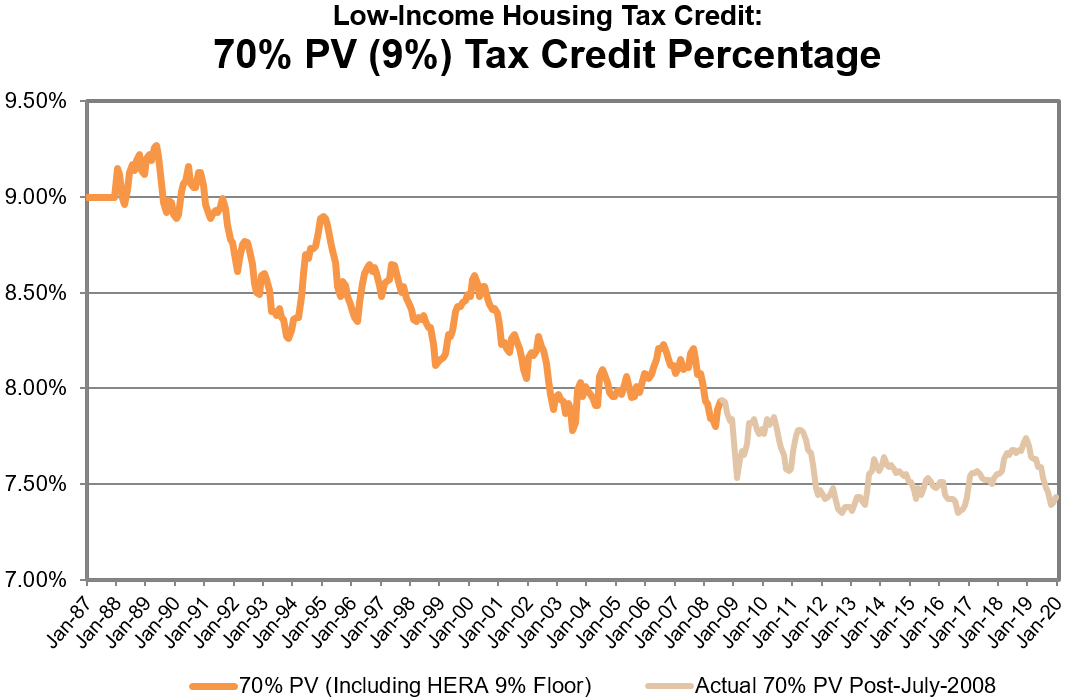 Low-Income Housing Tax Credit:
70% PV (9%) Tax Credit Percentage
9.50%
9.00%
8.50%
8.00%
7.50%
7.00%
Jan-87
Jan-88
Jan-89
Jan-90
Jan-91
Jan-92
Jan-93
Jan-94
Jan-95
Jan-96
Jan-97
Jan-98
Jan-99
Jan-00
Jan-01
Jan-02
Jan-03
Jan-04
Jan-05
Jan-06
Jan-07
Jan-08
Jan-09
Jan-10
Jan-11
Jan-12
Jan-13
Jan-14
Jan-15
Jan-16
Jan-17
Jan-18
Jan-19
Jan-20
70% PV (Including HERA 9% Floor)
Actual 70% PV Post-July-2008